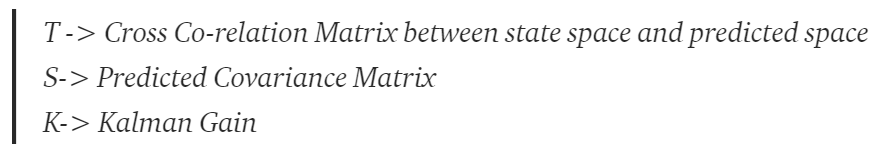 T -> Cross Co-relation Matrix between state space and predicted space
S-> Predicted Covariance Matrix
K-> Kalman Gain